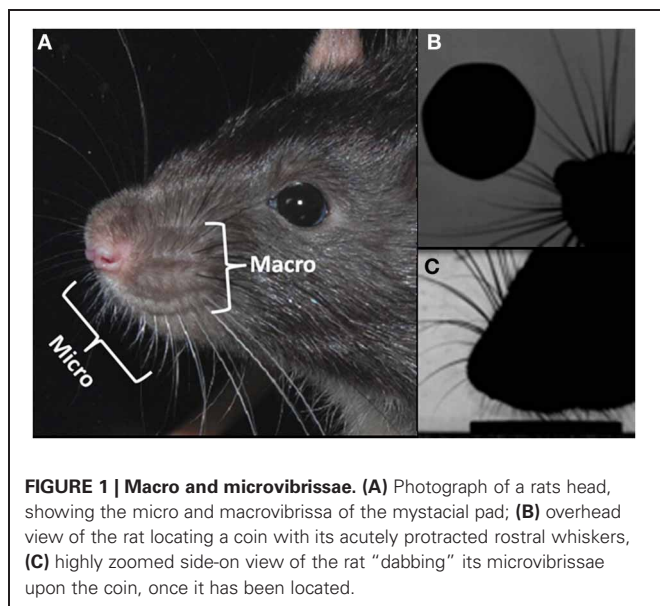 A
B
Macro
Micro
C
FIGURE 1 | Macro and microvibrissae. (A) Photograph of a rats head,
showing the micro and macrovibrissa of the mystacial pad; (B) overhead
view of the rat locating a coin with its acutely protracted rostral whiskers,
(C) highly zoomed side-on view of the rat “dabbing” its microvibrissae
upon the coin, once it has been located.